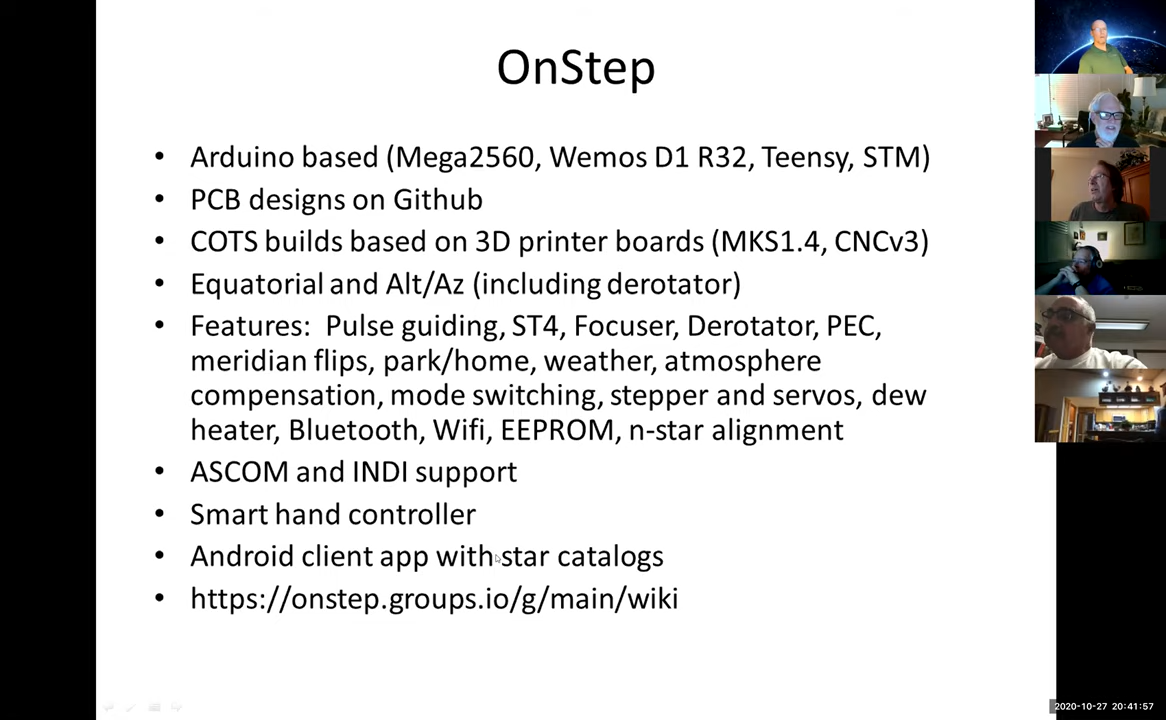 OnStep
• Arduino based (Mega2560, Wemos D1 R32, Teensy, STM)
• PCB designs on Github
• COTS builds based on 3D printer boards (MKS1.4, CNCv3)
• Equatorial and Alt/Az (including derotator)
• Features:  Pulse guiding, ST4, Focuser, Derotator, PEC,
meridian flips, park/home, weather, atmosphere
compensation, mode switching, stepper and servos, dew
heater, Bluetooth, Wifi, EEPROM, n-star alignment
• ASCOM and INDI support
• Smart hand controller
• Android client app with star catalogs
• https://onstep.groups.io/g/main/wiki
2020-10-27 20:41:57